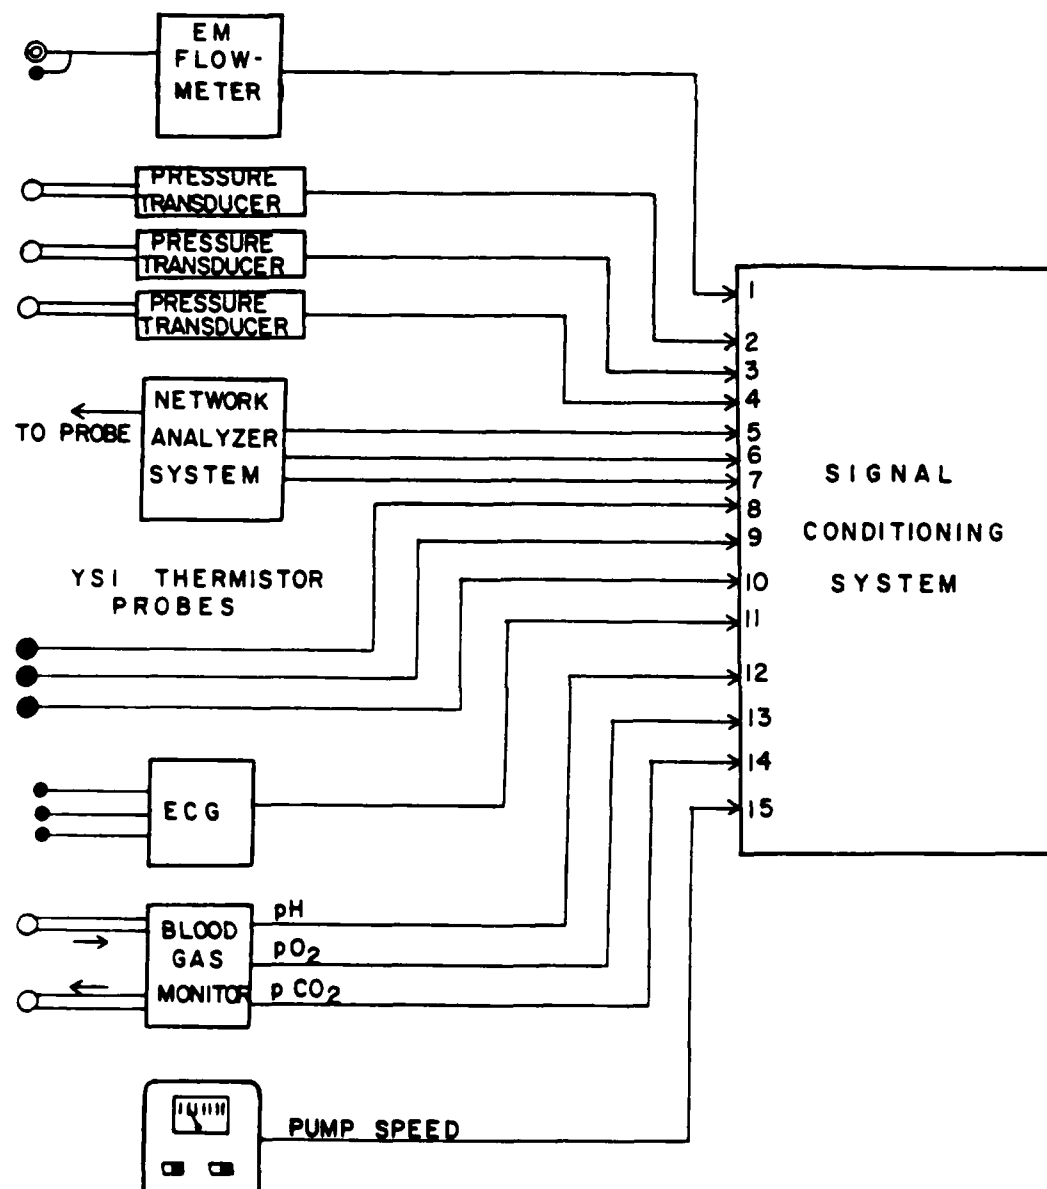 EM
FLOW-
METER
PRESSURE
TRANSDUCER
PRESSURE
TRANSDUCER
PRESSURE
TRANSDUCER
NETWORK
ANALYZER
SYSTEM
TO PROBE
YSI THERMISTOR
PROBES
ECG
BLOOD
GAS
MONITOR
pH
pO₂
pCO₂
PUMP SPEED
1
2
3
4
5
6
7
8
9
10
11
12
13
14
15
SIGNAL
CONDITIONING
SYSTEM